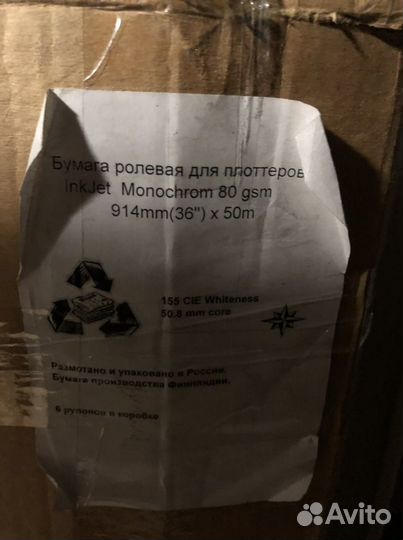 Бумага ролевая для плоттеров
InkJet Monochrom 80 gsm
914mm(36") x 50m
155 CIE Whiteness
50.8 mm core
Размотано и упаковано в России.
Бумага производства Финляндии.
6 рулонов в коробке
Avito